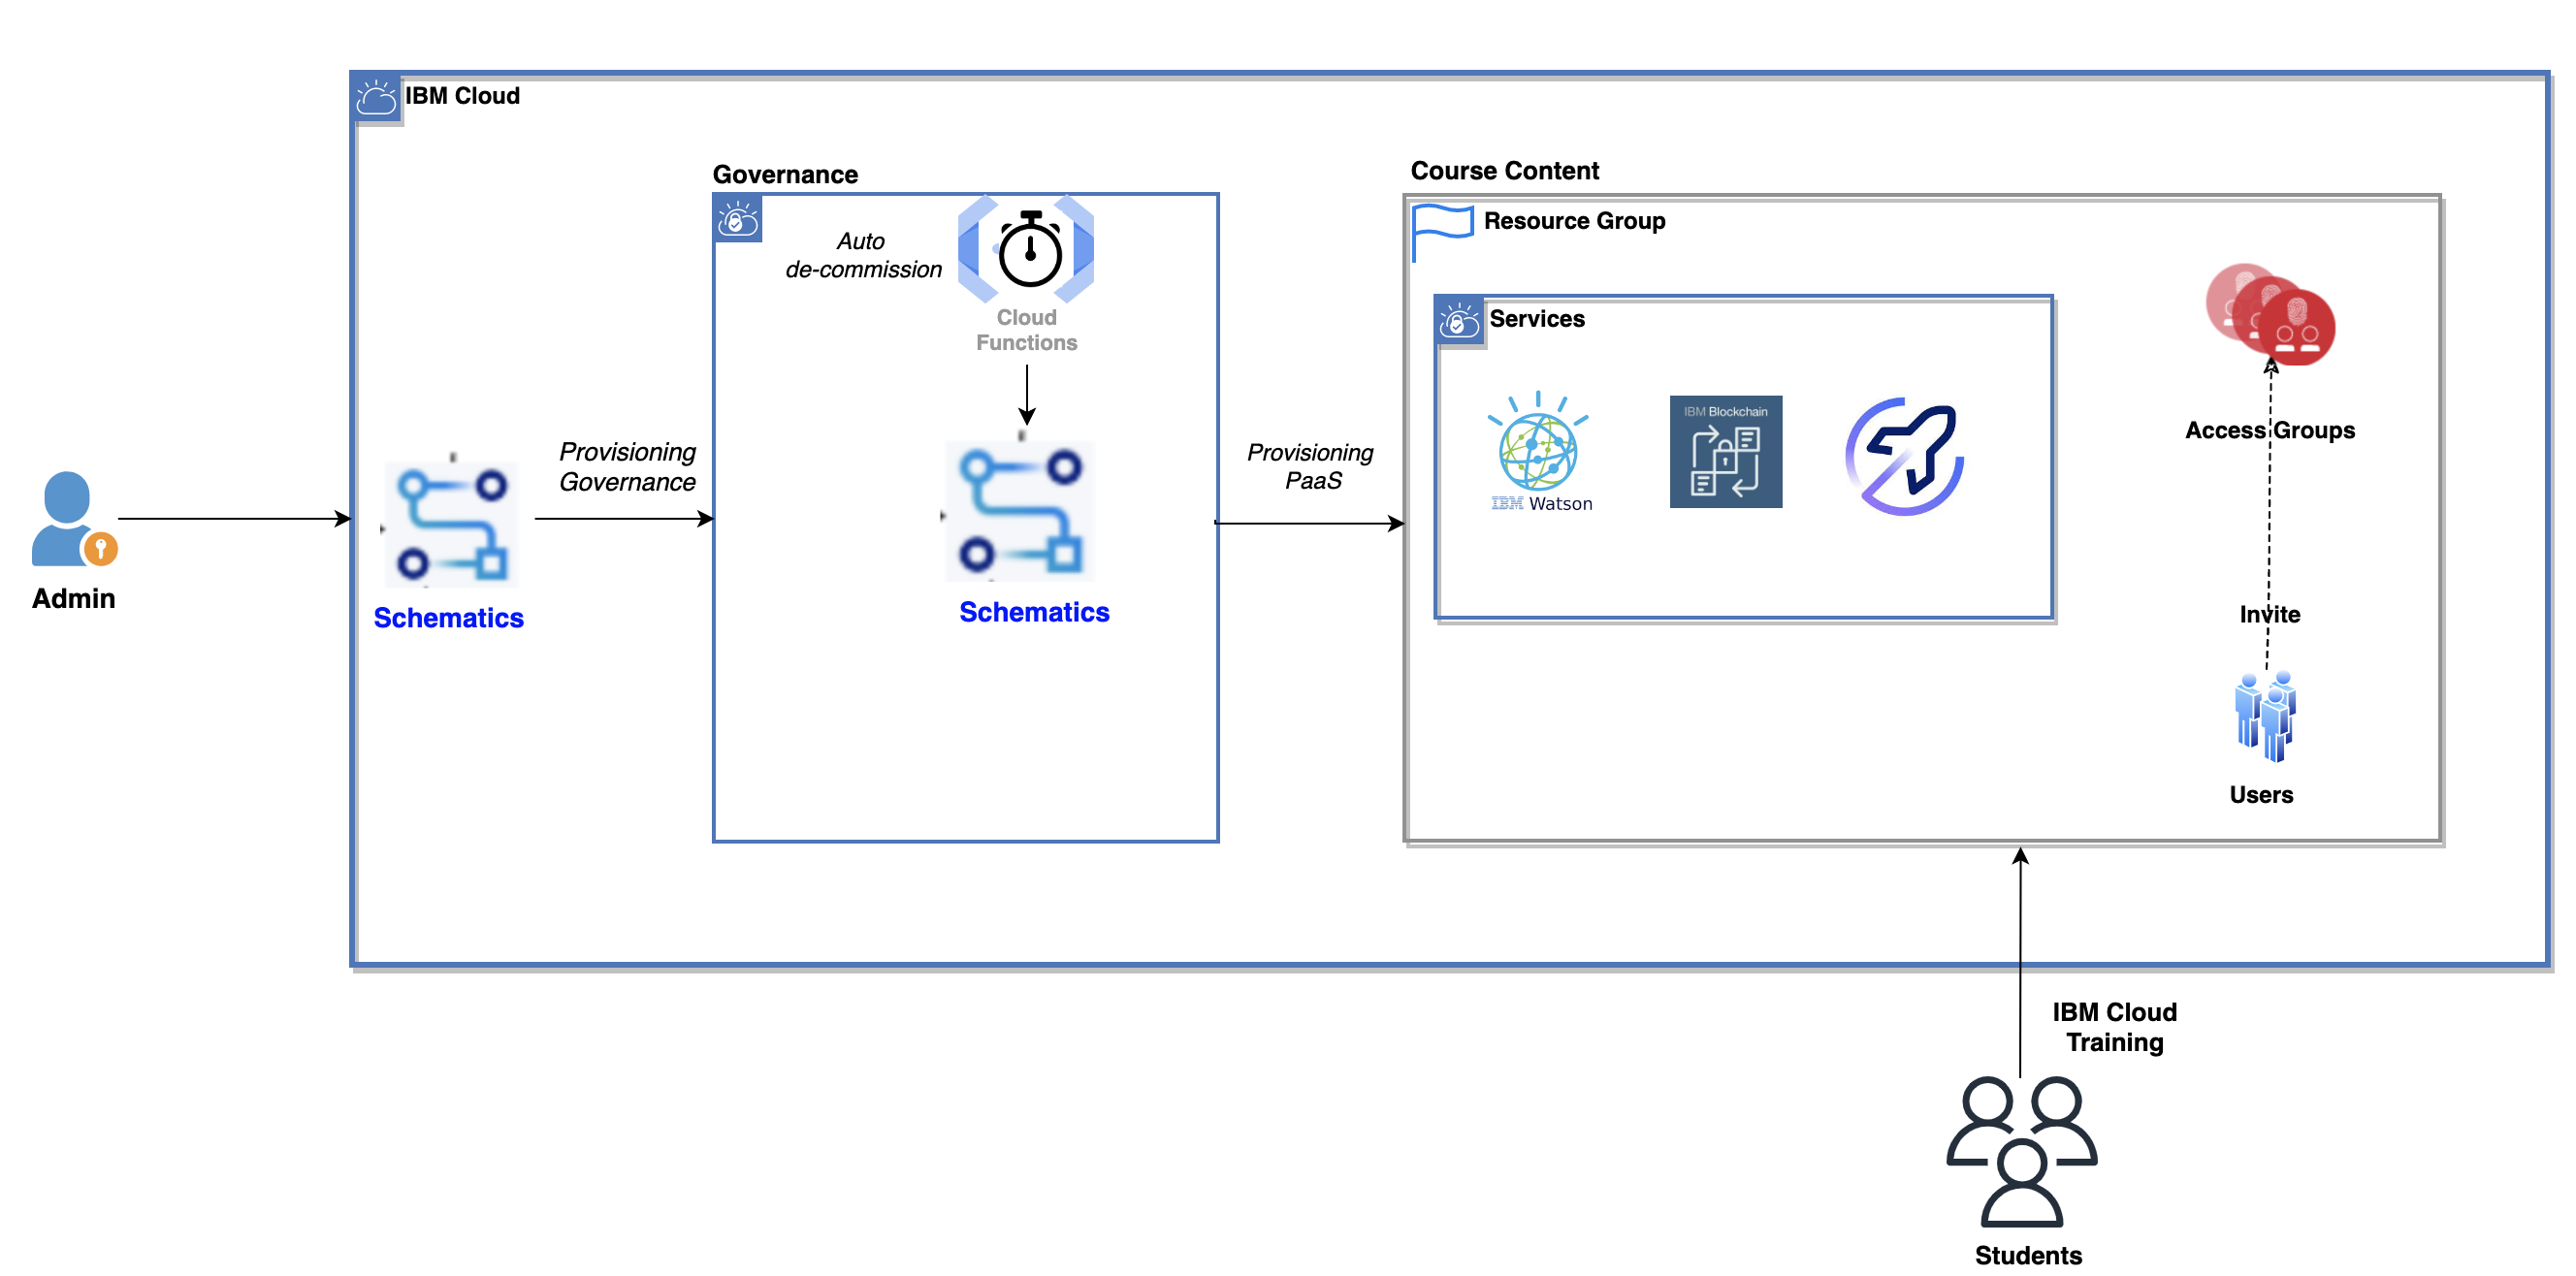 IBM Cloud
Governance
Auto
de-commission
Cloud
Functions
Schematics
Provisioning
Governance
Schematics
Admin
Provisioning
PaaS
Course Content
Resource Group
Services
IBM Watson
IBM Blockchain
Access Groups
Invite
Users
IBM Cloud
Training
Students